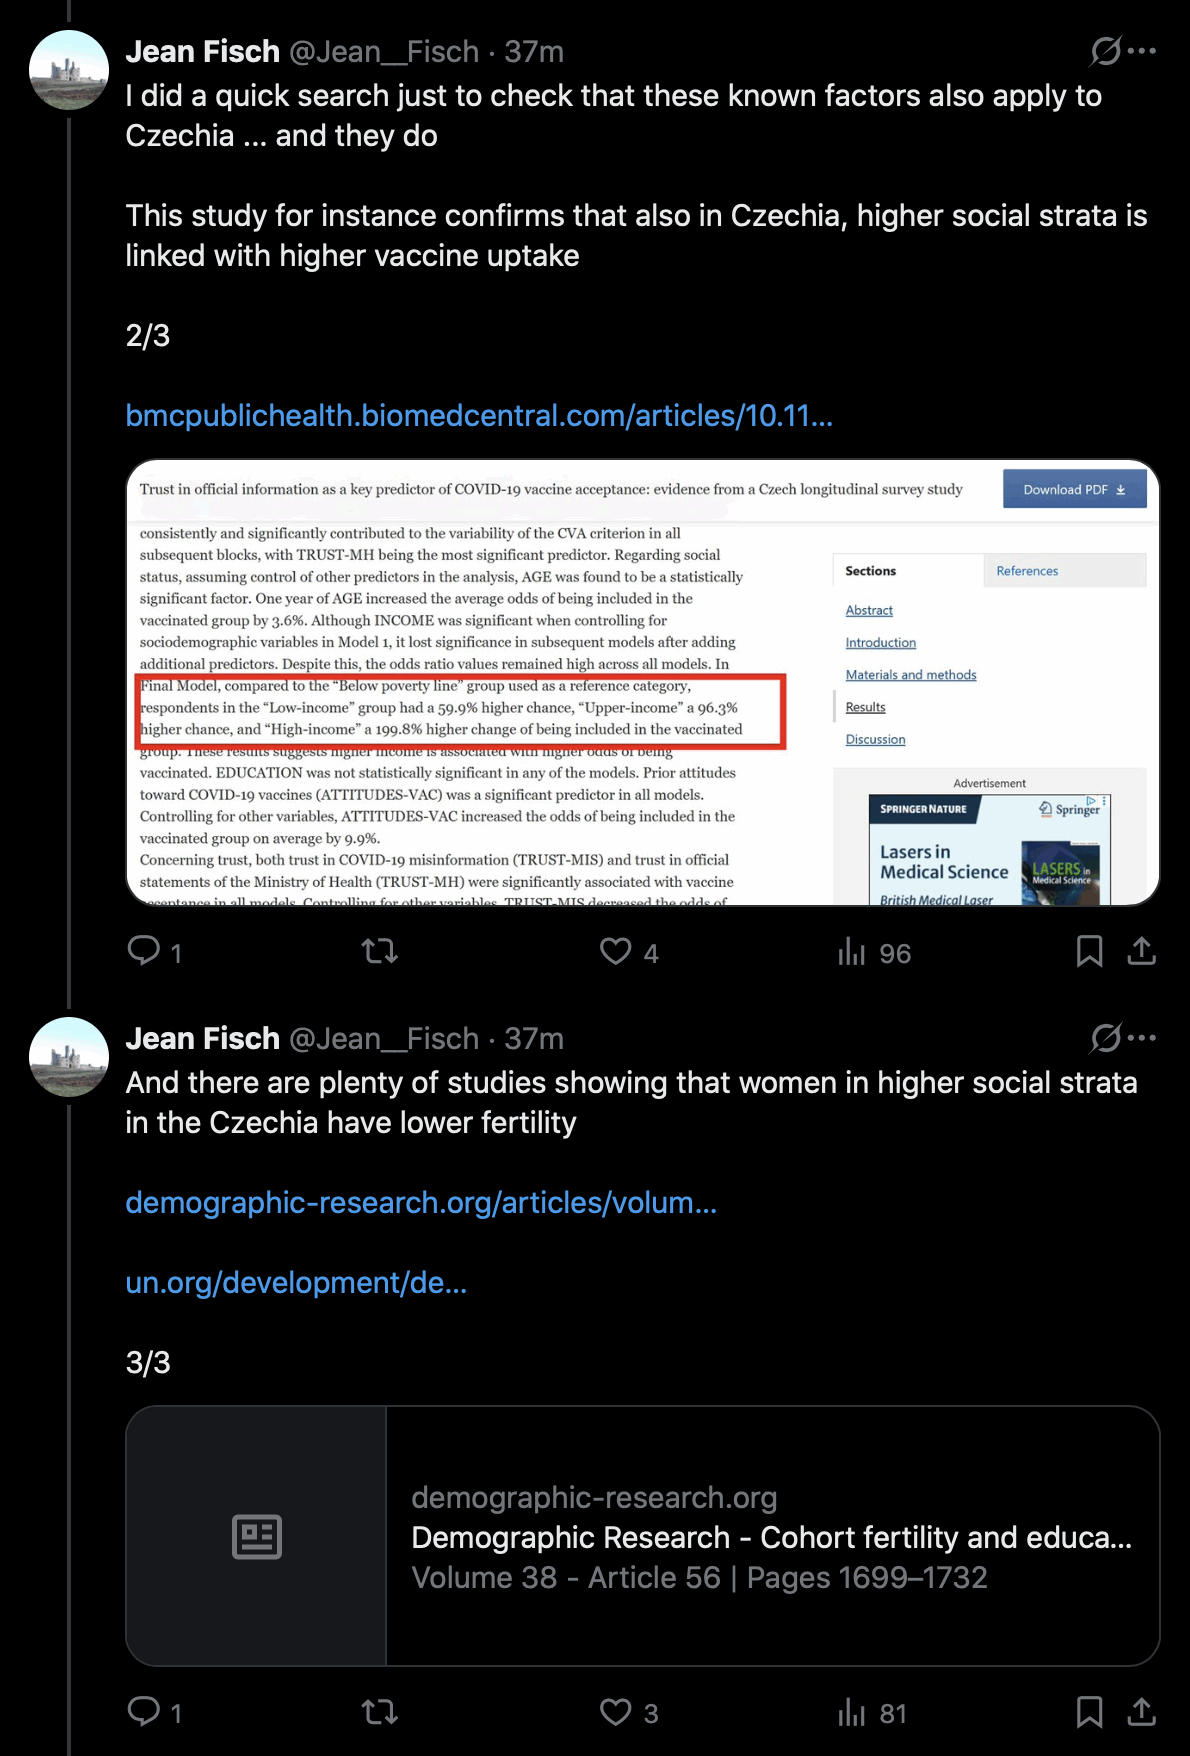 Jean Fisch @Jean__Fisch · 37m
I did a quick search just to check that these known factors also apply to
Czechia ... and they do
This study for instance confirms that also in Czechia, higher social strata is
linked with higher vaccine uptake
2/3
bmcpublichealth.biomedcentral.com/articles/10.11...
Trust in official information as a key predictor of COVID-19 vaccine acceptance: evidence from a Czech longitudinal survey study
Download PDF
consistently and significantly contributed to the variability of the CVA criterion in all
subsequent blocks, with TRUST-MH being the most significant predictor. Regarding social
status, assuming control of other predictors in the analysis, AGE was found to be a statistically
significant factor. One year of AGE increased the average odds of being included in the
vaccinated group by 3.6%. Although INCOME was significant when controlling for
sociodemographic variables in Model 1, it lost significance in subsequent models after adding
additional predictors. Despite this, the odds ratio values remained high across all models. In
Final Model, compared to the “Below poverty line” group used as a reference category,
respondents in the “Low-income” group had a 59.9% higher chance, “Upper-income” a 96.3%
higher chance, and “High-income” a 199.8% higher change of being included in the vaccinated
group. These results suggests higher income is associated with higher odds of being
vaccinated. EDUCATION was not statistically significant in any of the models. Prior attitudes
toward COVID-19 vaccines (ATTITUDES-VAC) was a significant predictor in all models.
Controlling for other variables, ATTITUDES-VAC increased the odds of being included in the
vaccinated group on average by 9.9%.
Concerning trust, both trust in COVID-19 misinformation (TRUST-MIS) and trust in official
statements of the Ministry of Health (TRUST-MH) were significantly associated with vaccine
acceptance in all models. Controlling for other variables, TRUST-MIS decreased the odds of
Sections
References
Abstract
Introduction
Materials and methods
Results
Discussion
Advertisement
SPRINGER NATURE
Springer
Lasers in
Medical Science
British Medical Laser
LASERS in
Medical Science
1
4
96
Jean Fisch @Jean__Fisch · 37m
And there are plenty of studies showing that women in higher social strata
in the Czechia have lower fertility
demographic-research.org/articles/volum...
un.org/development/de...
3/3
demographic-research.org
Demographic Research - Cohort fertility and educa...
Volume 38 - Article 56 | Pages 1699–1732
1
3
81